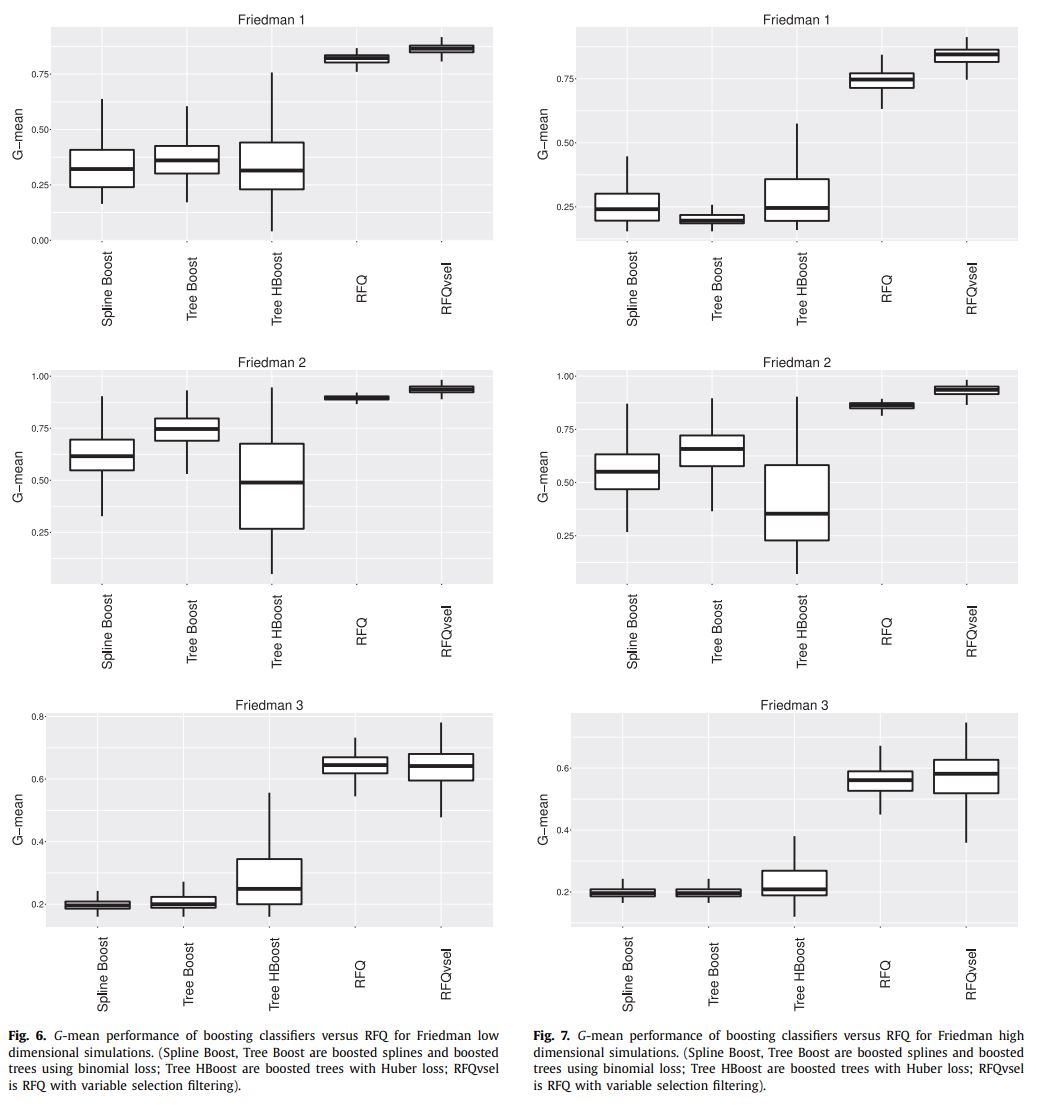 Friedman 1
G−mean
0.75
0.50
0.25
0.00
Spline Boost
Tree Boost
Tree HBoost
RFQ
RFQvsel
Friedman 2
G−mean
1.00
0.75
0.50
0.25
Spline Boost
Tree Boost
Tree HBoost
RFQ
RFQvsel
Friedman 3
G−mean
0.8
0.6
0.4
0.2
Spline Boost
Tree Boost
Tree HBoost
RFQ
RFQvsel
Fig. 6. G-mean performance of boosting classifiers versus RFQ for Friedman low
dimensional simulations. (Spline Boost, Tree Boost are boosted splines and boosted
trees using binomial loss; Tree HBoost are boosted trees with Huber loss; RFQvsel
is RFQ with variable selection filtering).
Friedman 1
G−mean
0.75
0.50
0.25
Spline Boost
Tree Boost
Tree HBoost
RFQ
RFQvsel
Friedman 2
G−mean
1.00
0.75
0.50
0.25
Spline Boost
Tree Boost
Tree HBoost
RFQ
RFQvsel
Friedman 3
G−mean
0.6
0.4
0.2
Spline Boost
Tree Boost
Tree HBoost
RFQ
RFQvsel
Fig. 7. G-mean performance of boosting classifiers versus RFQ for Friedman high
dimensional simulations. (Spline Boost, Tree Boost are boosted splines and boosted
trees using binomial loss; Tree HBoost are boosted trees with Huber loss; RFQvsel
is RFQ with variable selection filtering).